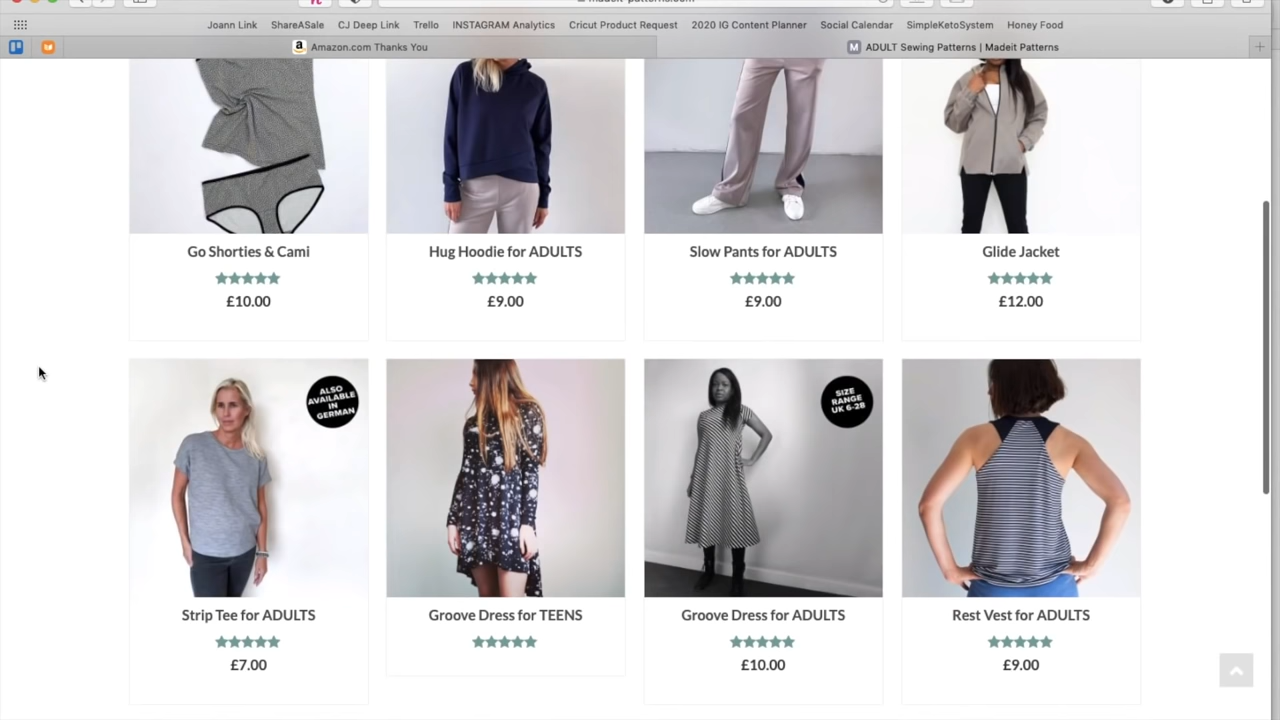 Joann Link ShareASale CJ Deep Link Trello INSTAGRAM Analytics Cricut Product Request 2020 IG Content Planner Social Calendar SimpleKetoSystem Honey Food
Amazon.com Thanks You
ADULT Sewing Patterns | Madeit Patterns
Go Shorties & Cami
£10.00
Hug Hoodie for ADULTS
£9.00
Slow Pants for ADULTS
£9.00
Glide Jacket
£12.00
ALSO
AVAILABLE
IN
GERMAN
Strip Tee for ADULTS
£7.00
Groove Dress for TEENS
SIZE
RANGE
UK 6-28
Groove Dress for ADULTS
£10.00
Rest Vest for ADULTS
£9.00